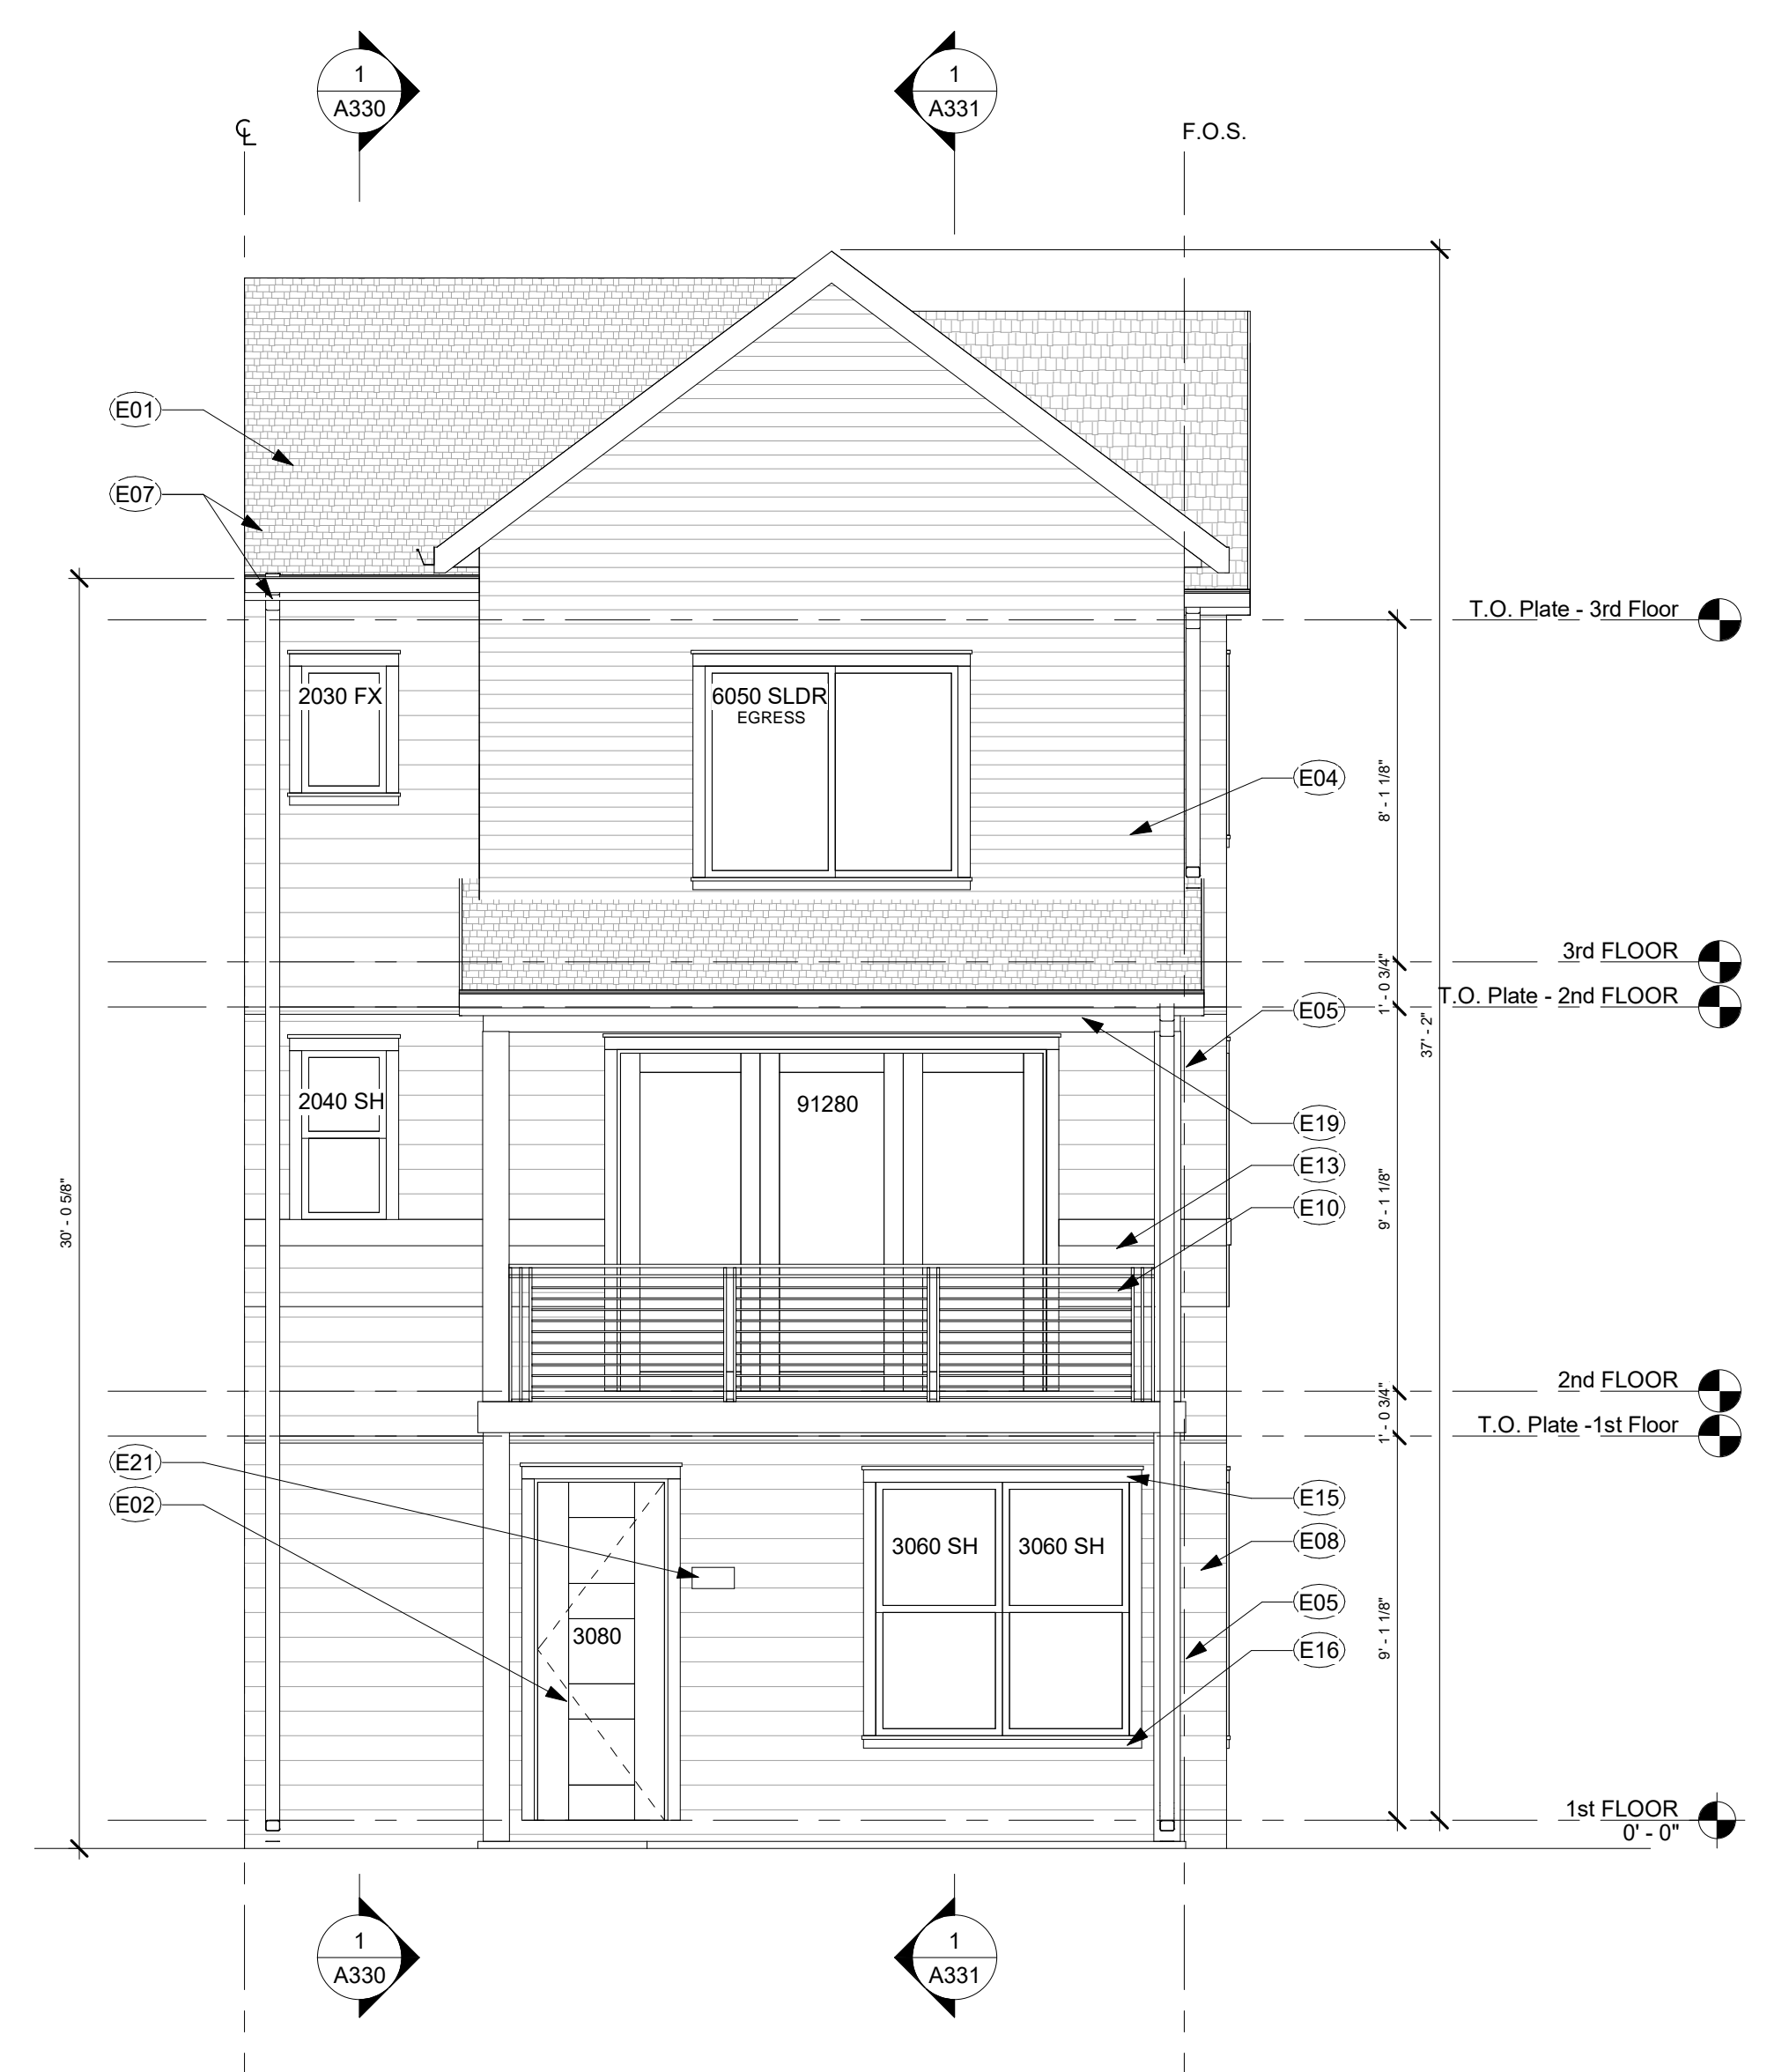 1
A330
1
A331
℄
F.O.S.
E01
E07
T.O. Plate - 3rd Floor
2030 FX
6050 SLDR
EGRESS
E04
8' - 1 1/8"
3rd FLOOR
1' - 0 3/4"
T.O. Plate - 2nd FLOOR
E05
37' - 2"
2040 SH
91280
E19
E13
E10
30' - 0 5/8"
9' - 1 1/8"
2nd FLOOR
1' - 0 3/4"
T.O. Plate -1st Floor
E21
E02
E15
3060 SH
3060 SH
E08
E05
3080
E16
9' - 1 1/8"
1st FLOOR
0' - 0"
1
A330
1
A331